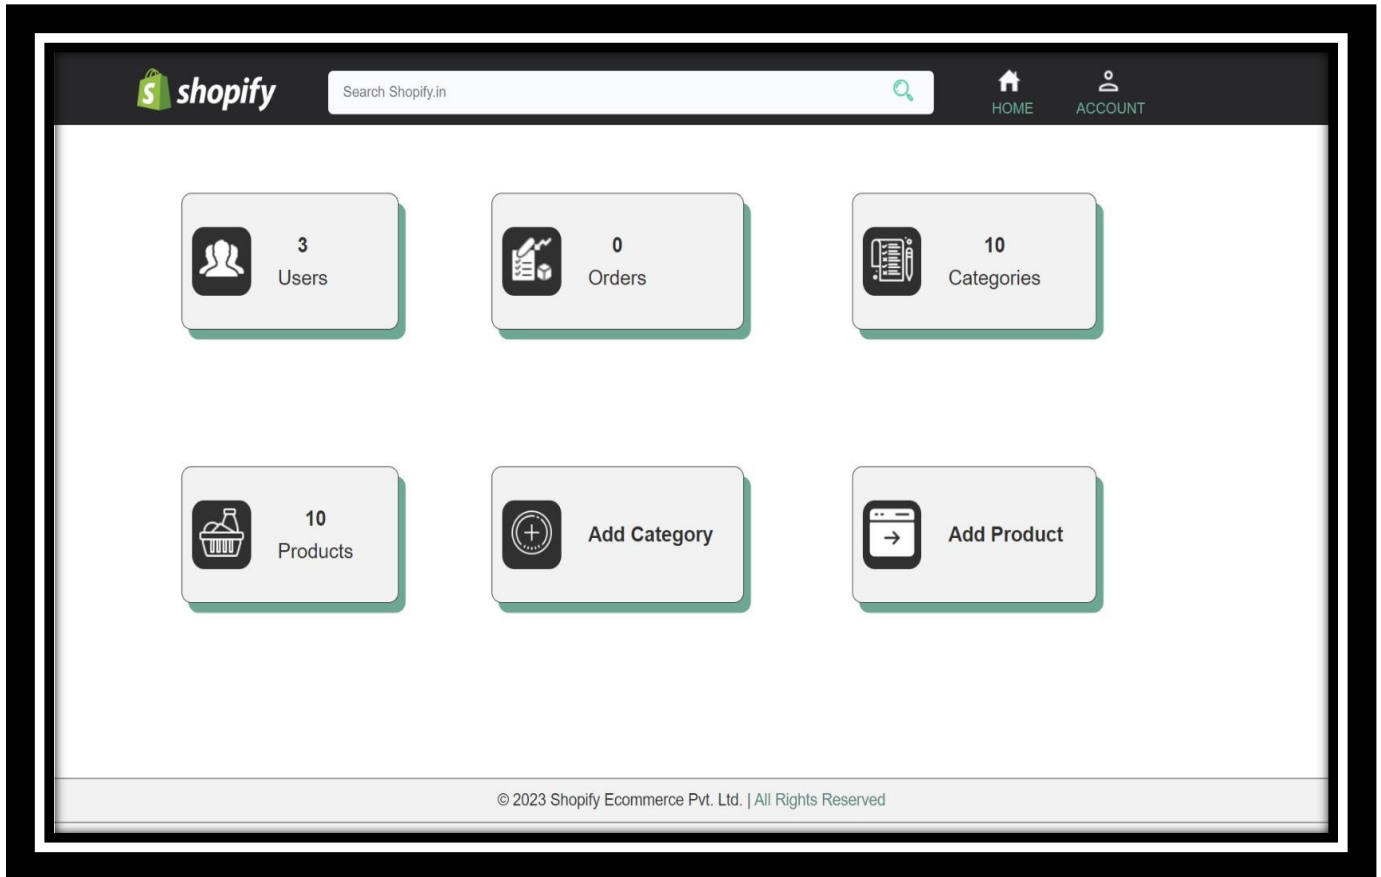 shopify
Search Shopify.in
HOME
ACCOUNT
3
Users
0
Orders
10
Categories
10
Products
Add Category
Add Product
© 2023 Shopify Ecommerce Pvt. Ltd. | All Rights Reserved